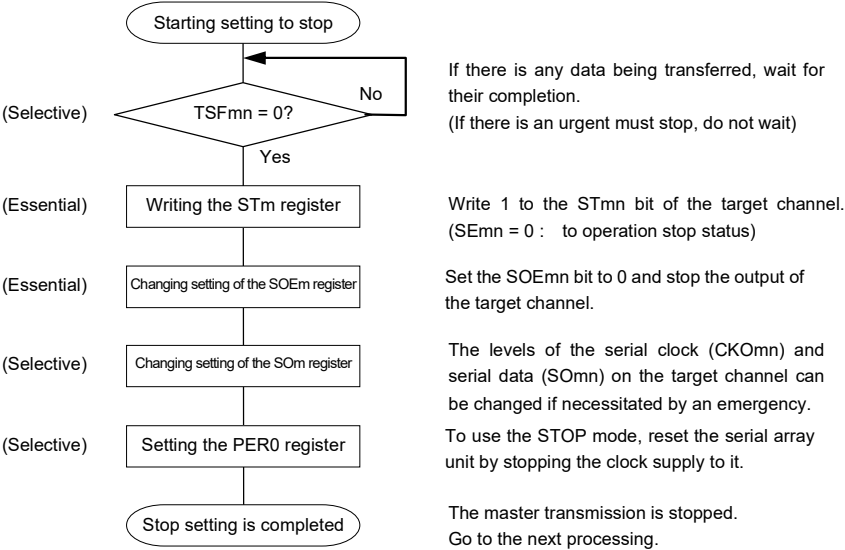 Starting setting to stop
If there is any data being transferred, wait for
their completion.
(If there is an urgent must stop, do not wait)
No
(Selective)
TSFmn = 0?
Yes
(Essential)
Writing the STm register
Write 1 to the STmn bit of the target channel.
(SEmn = 0 : to operation stop status)
(Essential)
Changing setting of the SOEm register
Set the SOEmn bit to 0 and stop the output of
the target channel.
(Selective)
Changing setting of the SOm register
The levels of the serial clock (CKOmn) and
serial data (SOmn) on the target channel can
be changed if necessitated by an emergency.
(Selective)
Setting the PER0 register
To use the STOP mode, reset the serial array
unit by stopping the clock supply to it.
Stop setting is completed
The master transmission is stopped.
Go to the next processing.